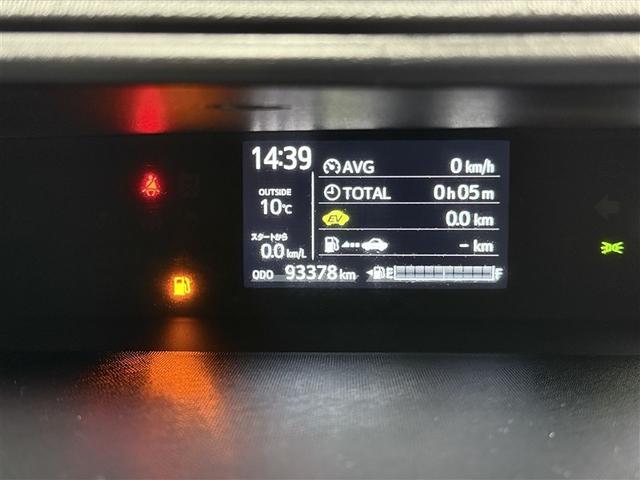 14:39
AVG 0 km/h
TOTAL 0h05m
OUTSIDE
10℃
EV 0.0 km
スタートから
0.0 km/L
- km
ODO 93378 km
E F